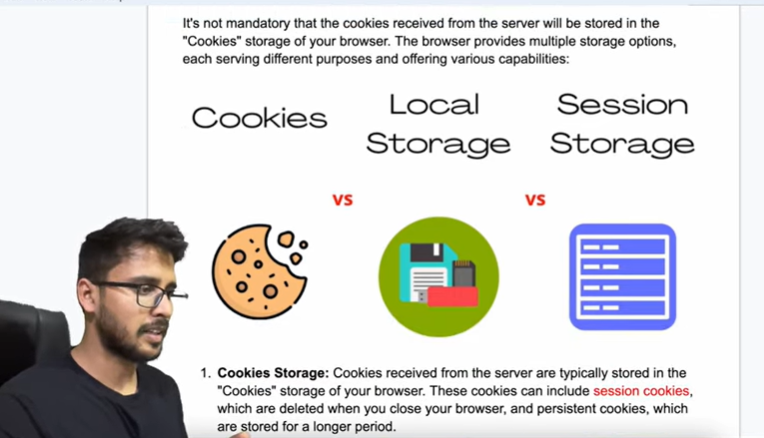 It's not mandatory that the cookies received from the server will be stored in the
"Cookies" storage of your browser. The browser provides multiple storage options,
each serving different purposes and offering various capabilities:
Cookies
Local
Storage
Session
Storage
vs
vs
1. Cookies Storage: Cookies received from the server are typically stored in the
"Cookies" storage of your browser. These cookies can include session cookies,
which are deleted when you close your browser, and persistent cookies, which
are stored for a longer period.